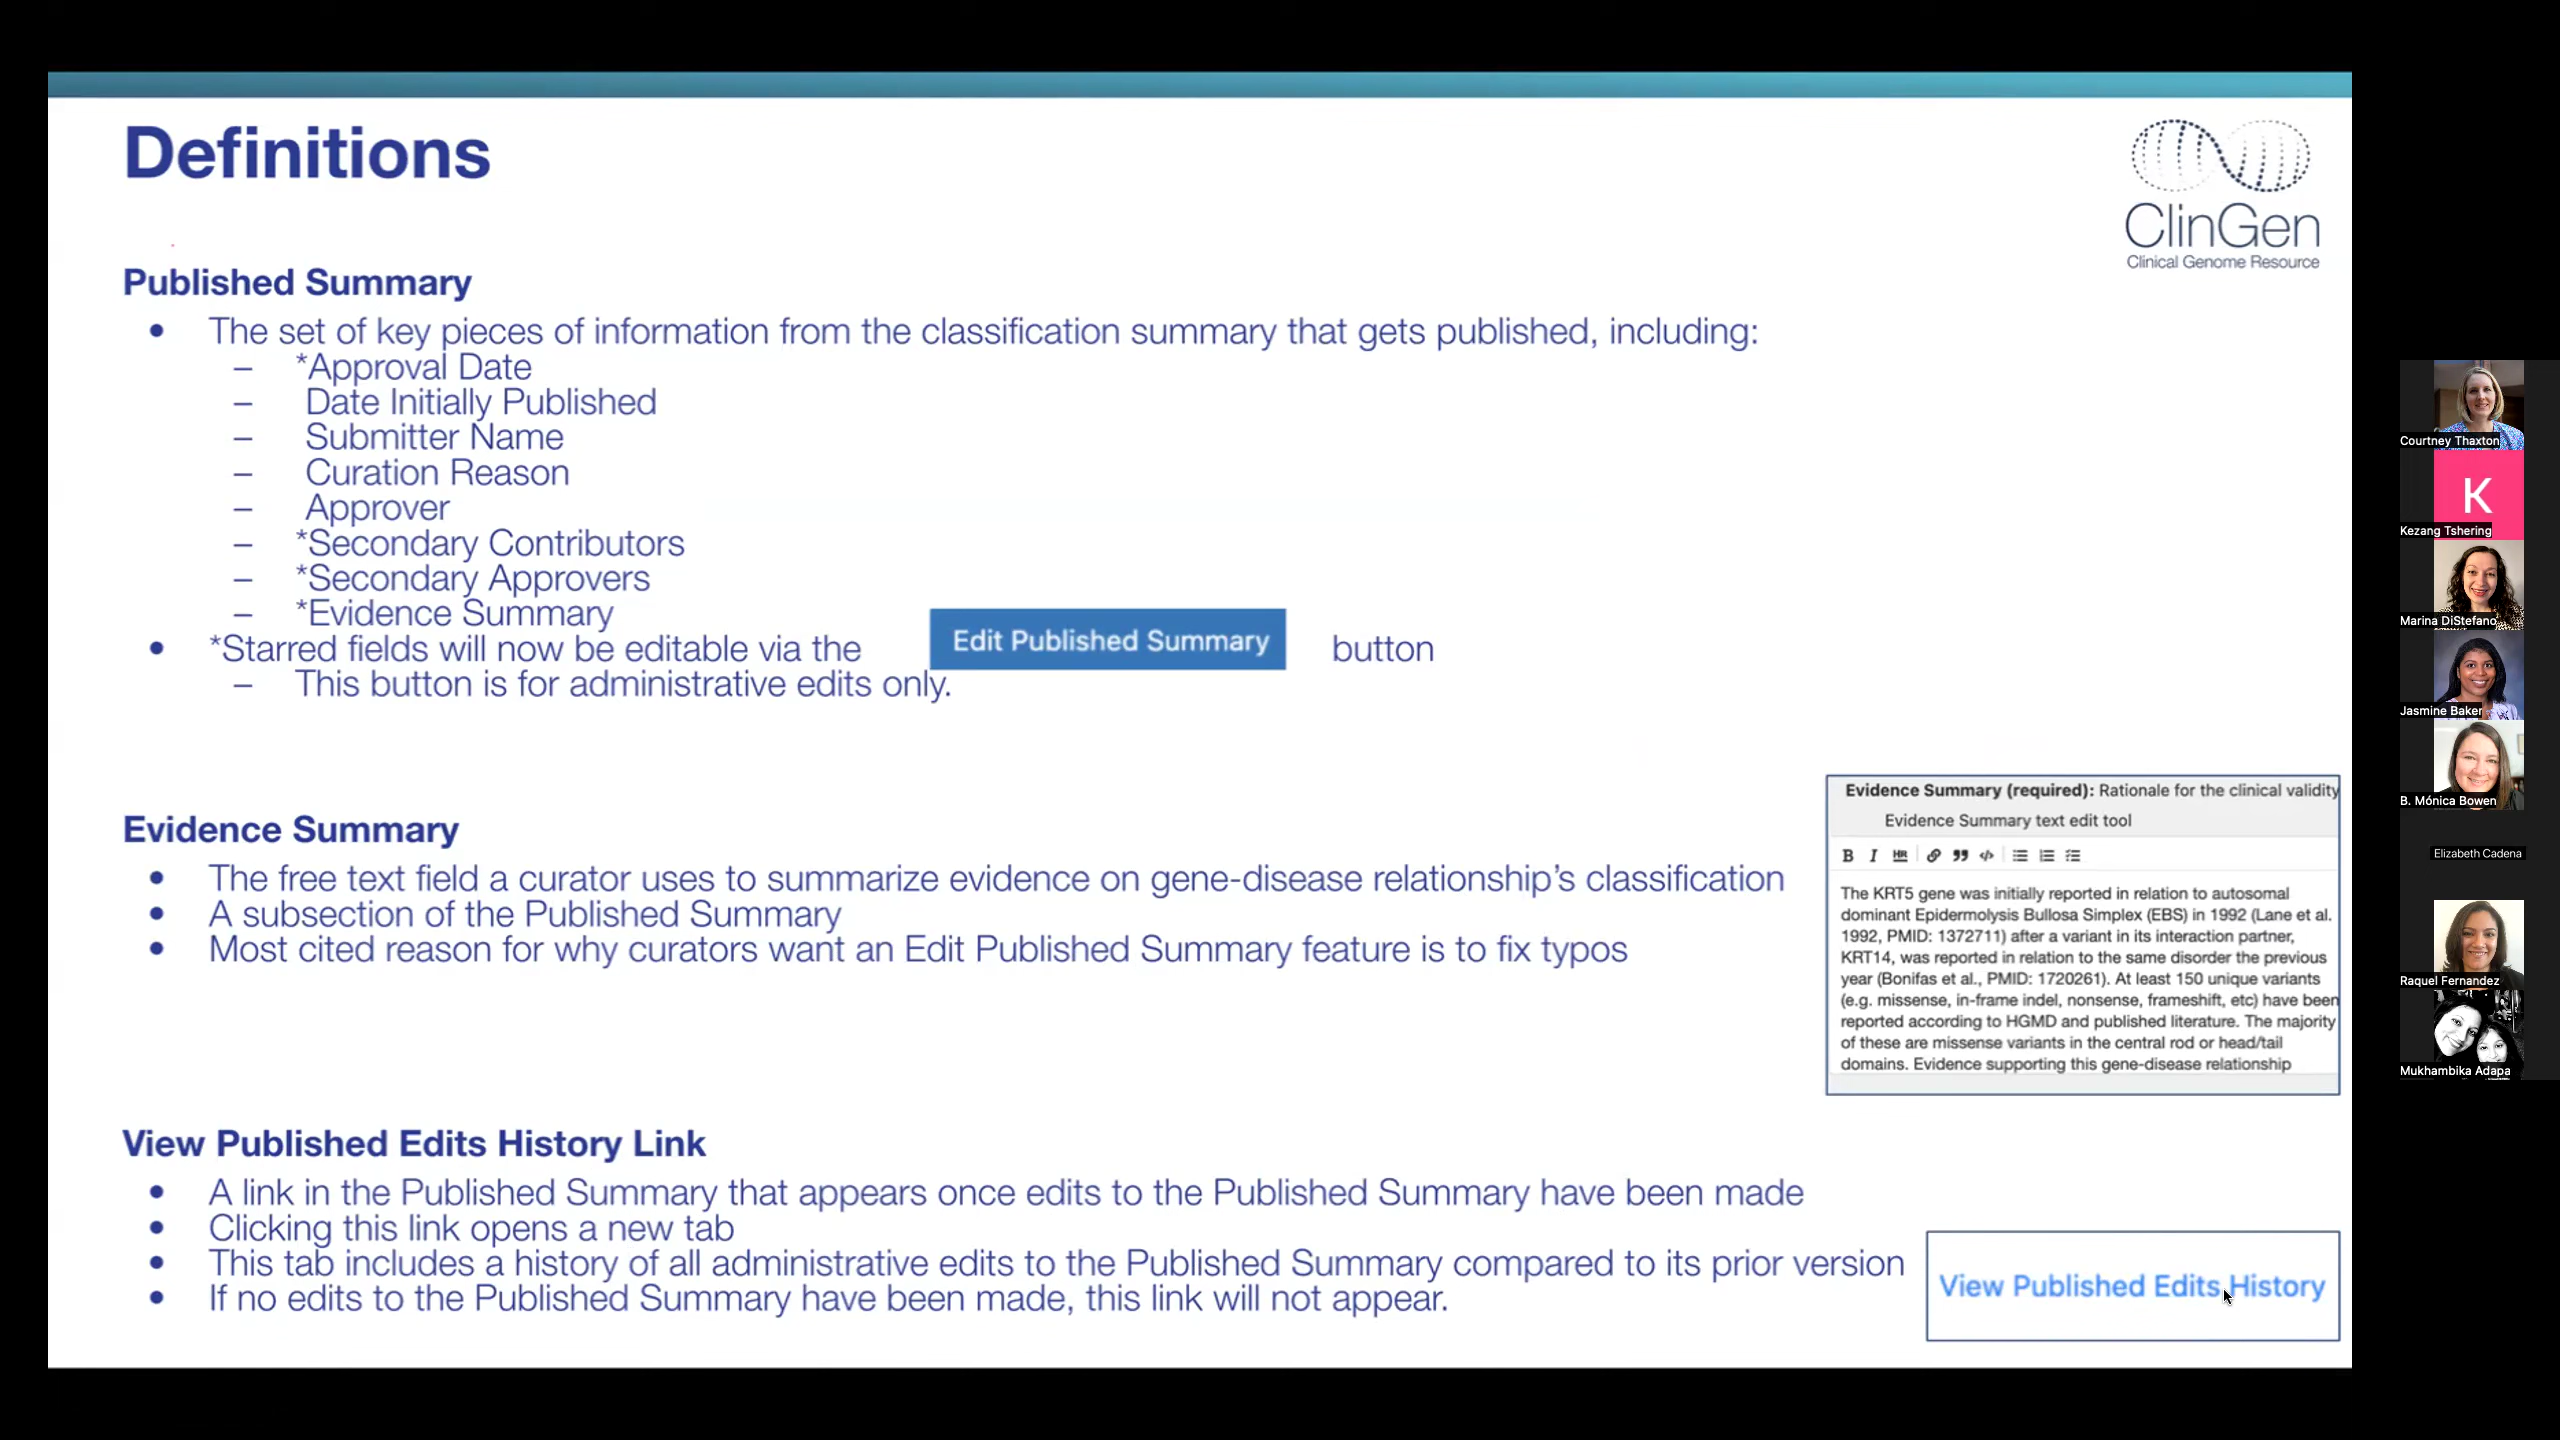 Definitions
ClinGen
Clinical Genome Resource
Published Summary
• The set of key pieces of information from the classification summary that gets published, including:
– *Approval Date
– Date Initially Published
– Submitter Name
– Curation Reason
– Approver
– *Secondary Contributors
– *Secondary Approvers
– *Evidence Summary
• *Starred fields will now be editable via the Edit Published Summary button
– This button is for administrative edits only.
Evidence Summary
• The free text field a curator uses to summarize evidence on gene-disease relationship's classification
• A subsection of the Published Summary
• Most cited reason for why curators want an Edit Published Summary feature is to fix typos
Evidence Summary (required): Rationale for the clinical validity
Evidence Summary text edit tool
B I HR
The KRT5 gene was initially reported in relation to autosomal
dominant Epidermolysis Bullosa Simplex (EBS) in 1992 (Lane et al.
1992, PMID: 1372711) after a variant in its interaction partner,
KRT14, was reported in relation to the same disorder the previous
year (Bonifas et al., PMID: 1720261). At least 150 unique variants
(e.g. missense, in-frame indel, nonsense, frameshift, etc) have been
reported according to HGMD and published literature. The majority
of these are missense variants in the central rod or head/tail
domains. Evidence supporting this gene-disease relationship
View Published Edits History Link
• A link in the Published Summary that appears once edits to the Published Summary have been made
• Clicking this link opens a new tab
• This tab includes a history of all administrative edits to the Published Summary compared to its prior version
• If no edits to the Published Summary have been made, this link will not appear.
View Published Edits History
Courtney Thaxton
K
Kezang Tshering
Marina DiStefano
Jasmine Baker
B. Mónica Bowen
Elizabeth Cadena
Raquel Fernandez
Mukhambika Adapa